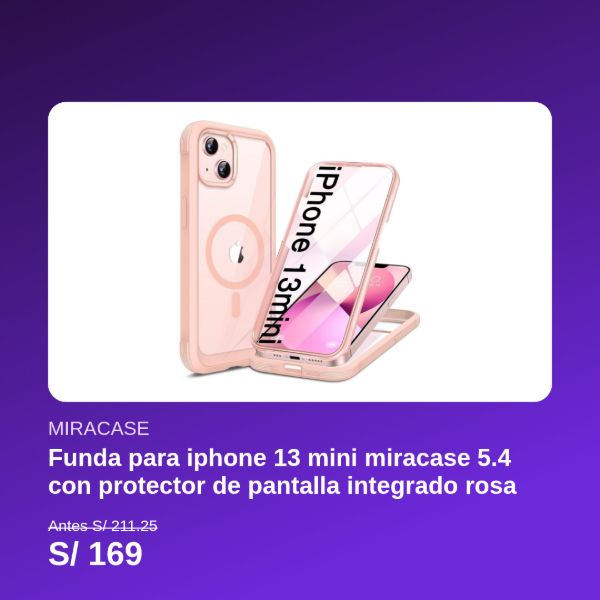 iPhone 13mini
MIRACASE
Funda para iphone 13 mini miracase 5.4
con protector de pantalla integrado rosa
Antes S/ 211.25
S/ 169